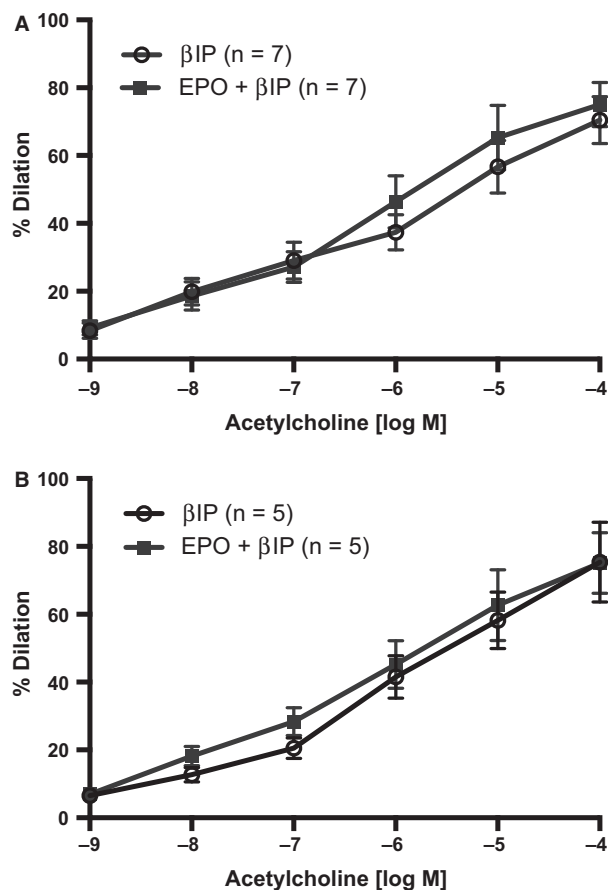 A
βIP (n = 7)
EPO + βIP (n = 7)
100
80
60
40
20
0
% Dilation
–9 –8 –7 –6 –5 –4
Acetylcholine [log M]
B
βIP (n = 5)
EPO + βIP (n = 5)
100
80
60
40
20
0
% Dilation
–9 –8 –7 –6 –5 –4
Acetylcholine [log M]